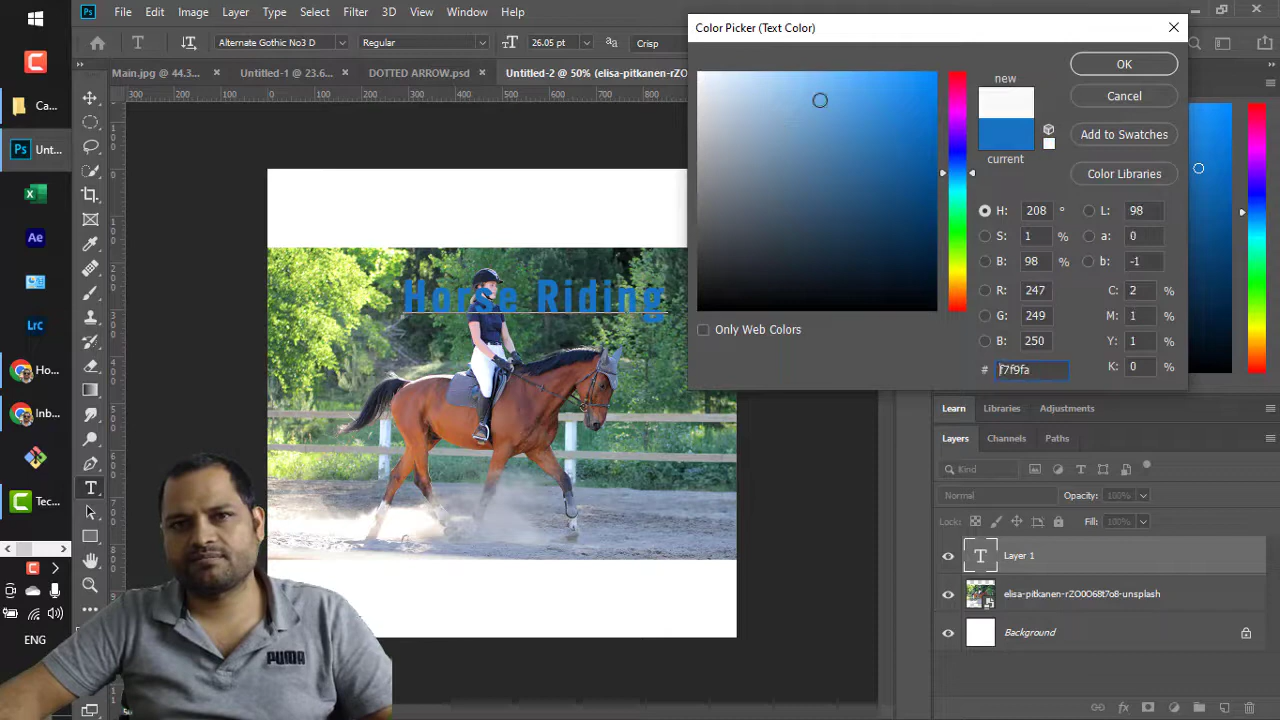 File Edit Image Layer Type Select Filter 3D View Window Help
Color Picker (Text Color)
Alternate Gothic No3 D
Regular
26.05 pt
Crisp
Main.jpg @ 44.3...
Untitled-1 @ 23.6...
DOTTED ARROW.psd
Untitled-2 @ 50% (elisa-pitkanen-rZO
300 200 100 0 100 200 300 400 500 600 700 800
new
current
OK
Cancel
Add to Swatches
Color Libraries
H: 208 °
S: 1 %
B: 98 %
R: 247
G: 249
B: 250
# f7f9fa
L: 98
a: 0
b: -1
C: 2 %
M: 1 %
Y: 1 %
K: 0 %
Only Web Colors
Horse Riding
Ca...
Ps Unt...
Ae
Lrc
Ho...
Inb...
Tec...
ENG
PUMA
Learn Libraries Adjustments
Layers Channels Paths
Kind
Normal
Opacity: 100%
Lock:
Fill: 100%
Layer 1
elisa-pitkanen-rZO0O68t7o8-unsplash
Background